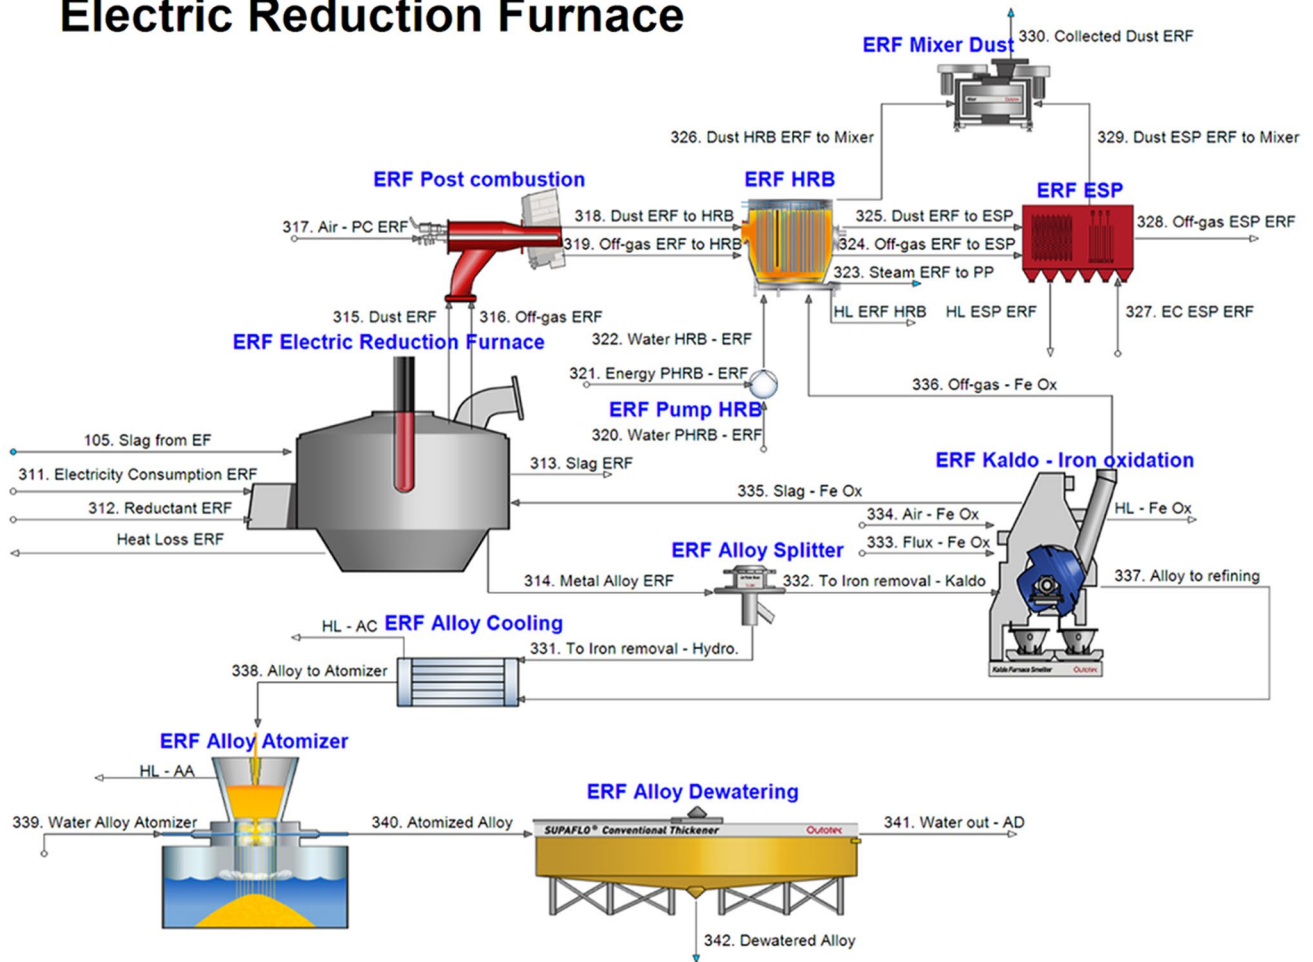 Electric Reduction Furnace
330. Collected Dust ERF
ERF Mixer Dust
Outotec
326. Dust HRB ERF to Mixer
329. Dust ESP ERF to Mixer
ERF Post combustion
ERF HRB
ERF ESP
317. Air - PC ERF
318. Dust ERF to HRB
325. Dust ERF to ESP
328. Off-gas ESP ERF
319. Off-gas ERF to HRB
324. Off-gas ERF to ESP
323. Steam ERF to PP
315. Dust ERF
316. Off-gas ERF
HL ERF HRB
HL ESP ERF
327. EC ESP ERF
ERF Electric Reduction Furnace
322. Water HRB - ERF
321. Energy PHRB - ERF
336. Off-gas - Fe Ox
ERF Pump HRB
320. Water PHRB - ERF
105. Slag from EF
313. Slag ERF
ERF Kaldo - Iron oxidation
311. Electricity Consumption ERF
335. Slag - Fe Ox
312. Reductant ERF
334. Air - Fe Ox
HL - Fe Ox
Heat Loss ERF
333. Flux - Fe Ox
ERF Alloy Splitter
314. Metal Alloy ERF
332. To Iron removal - Kaldo
337. Alloy to refining
HL - AC
ERF Alloy Cooling
331. To Iron removal - Hydro.
338. Alloy to Atomizer
Kaldo Furnace Smelter
Outotec
ERF Alloy Atomizer
HL - AA
ERF Alloy Dewatering
339. Water Alloy Atomizer
340. Atomized Alloy
SUPAFLO® Conventional Thickener
Outotec
341. Water out - AD
342. Dewatered Alloy